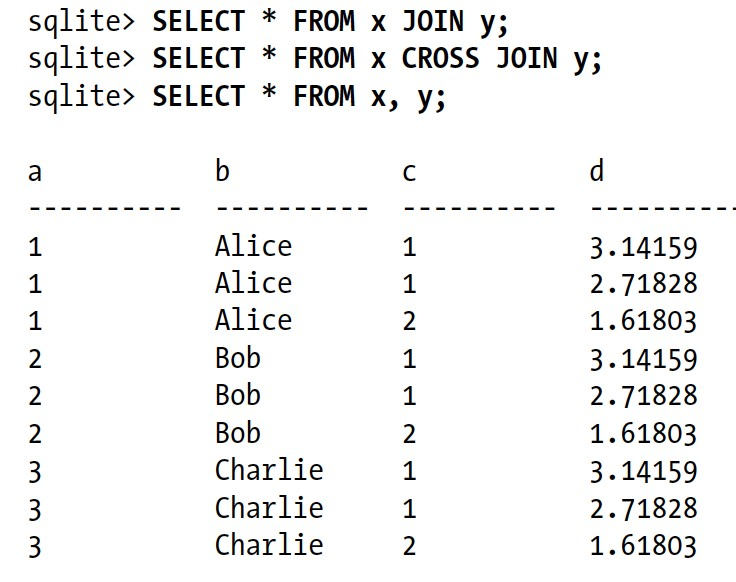 sqlite> SELECT * FROM x JOIN y;
sqlite> SELECT * FROM x CROSS JOIN y;
sqlite> SELECT * FROM x, y;
a b c d
---------- ---------- ---------- ----------
1 Alice 1 3.14159
1 Alice 1 2.71828
1 Alice 2 1.61803
2 Bob 1 3.14159
2 Bob 1 2.71828
2 Bob 2 1.61803
3 Charlie 1 3.14159
3 Charlie 1 2.71828
3 Charlie 2 1.61803